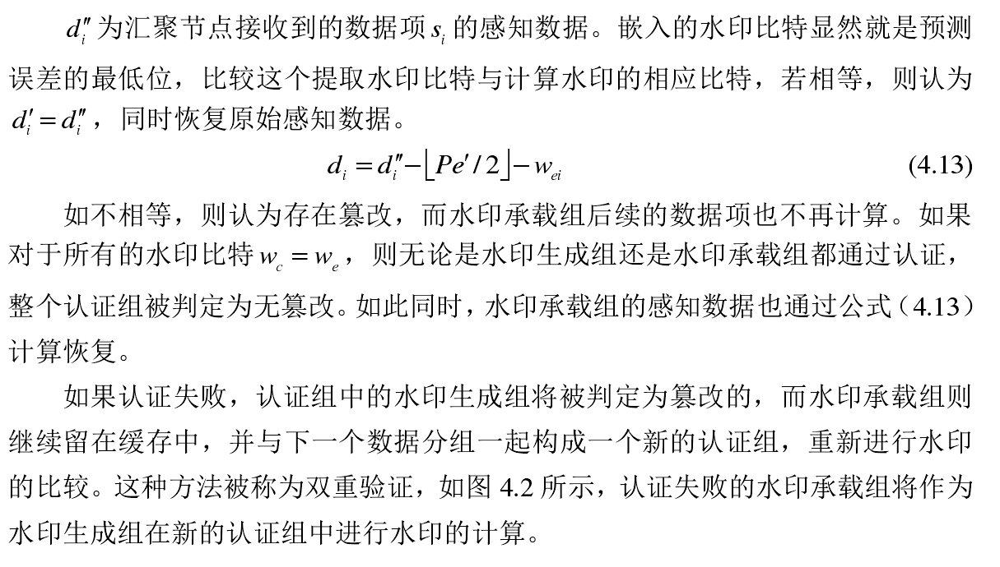 d″ᵢ 为汇聚节点接收到的数据项 sᵢ 的感知数据。嵌入的水印比特显然就是预测
误差的最低位，比较这个提取水印比特与计算水印的相应比特，若相等，则认为
d′ᵢ = d″ᵢ ，同时恢复原始感知数据。
dᵢ = d″ᵢ − ⌊Pe′/2⌋ − w_{ei} (4.13)
如不相等，则认为存在篡改，而水印承载组后续的数据项也不再计算。如果
对于所有的水印比特 w_c = w_e ，则无论是水印生成组还是水印承载组都通过认证，
整个认证组被判定为无篡改。如此同时，水印承载组的感知数据也通过公式（4.13）
计算恢复。
如果认证失败，认证组中的水印生成组将被判定为篡改的，而水印承载组则
继续留在缓存中，并与下一个数据分组一起构成一个新的认证组，重新进行水印
的比较。这种方法被称为双重验证，如图 4.2 所示，认证失败的水印承载组将作为
水印生成组在新的认证组中进行水印的计算。